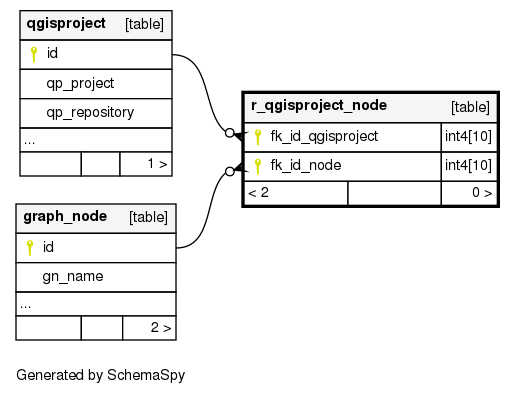 qgisproject [table]
id
qp_project
qp_repository
...
1 >
r_qgisproject_node [table]
fk_id_qgisproject int4[10]
fk_id_node int4[10]
< 2 0 >
graph_node [table]
id
gn_name
...
2 >
Generated by SchemaSpy